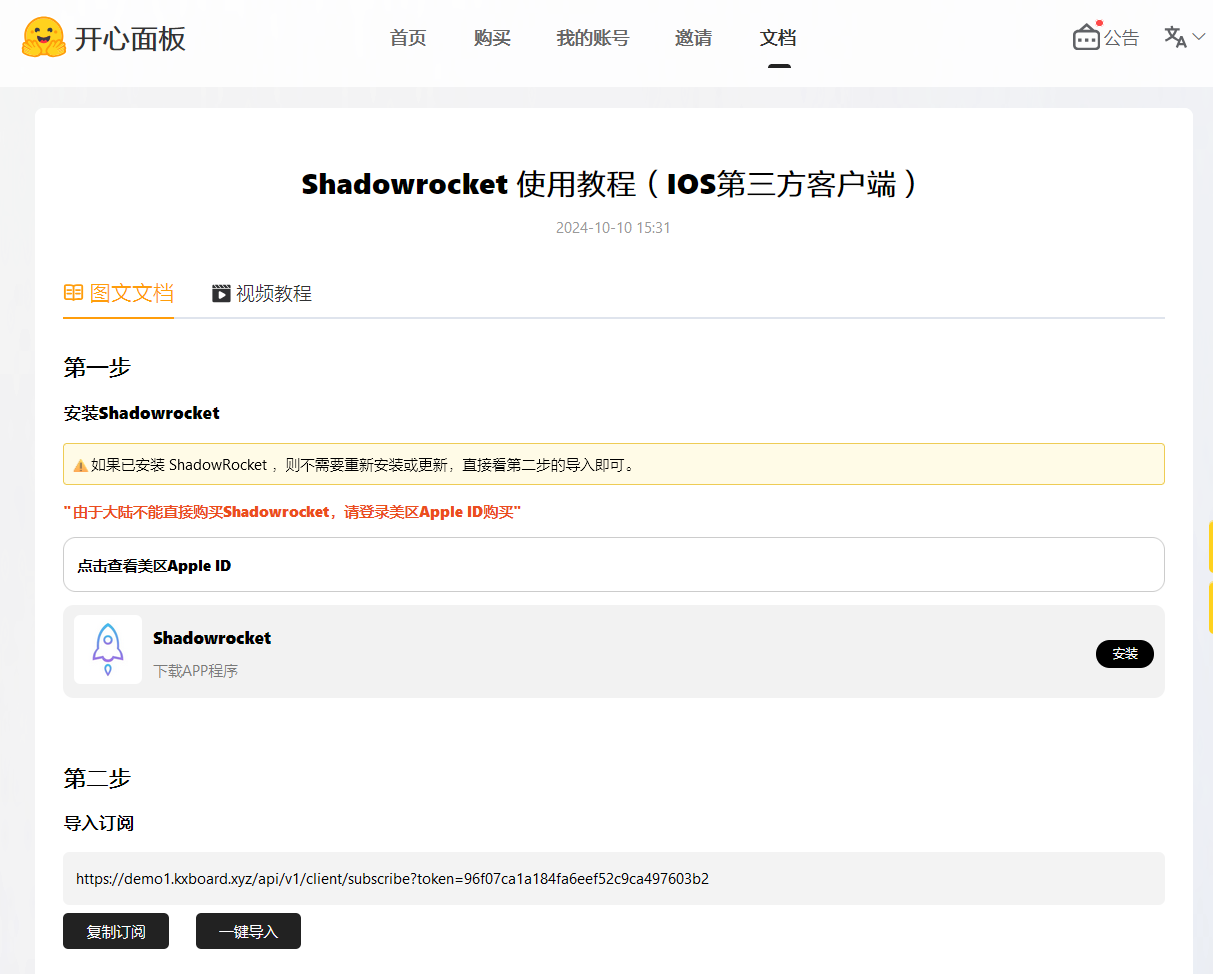 开心面板
首页 购买 我的账号 邀请 文档
公告
Shadowrocket 使用教程（IOS第三方客户端）
2024-10-10 15:31
图文文档 视频教程
第一步
安装Shadowrocket
⚠️如果已安装 ShadowRocket ，则不需要重新安装或更新，直接看第二步的导入即可。
"由于大陆不能直接购买Shadowrocket，请登录美区Apple ID购买"
点击查看美区Apple ID
Shadowrocket
下载APP程序
安装
第二步
导入订阅
https://demo1.kxboard.xyz/api/v1/client/subscribe?token=96f07ca1a184fa6eef52c9ca497603b2
复制订阅 一键导入